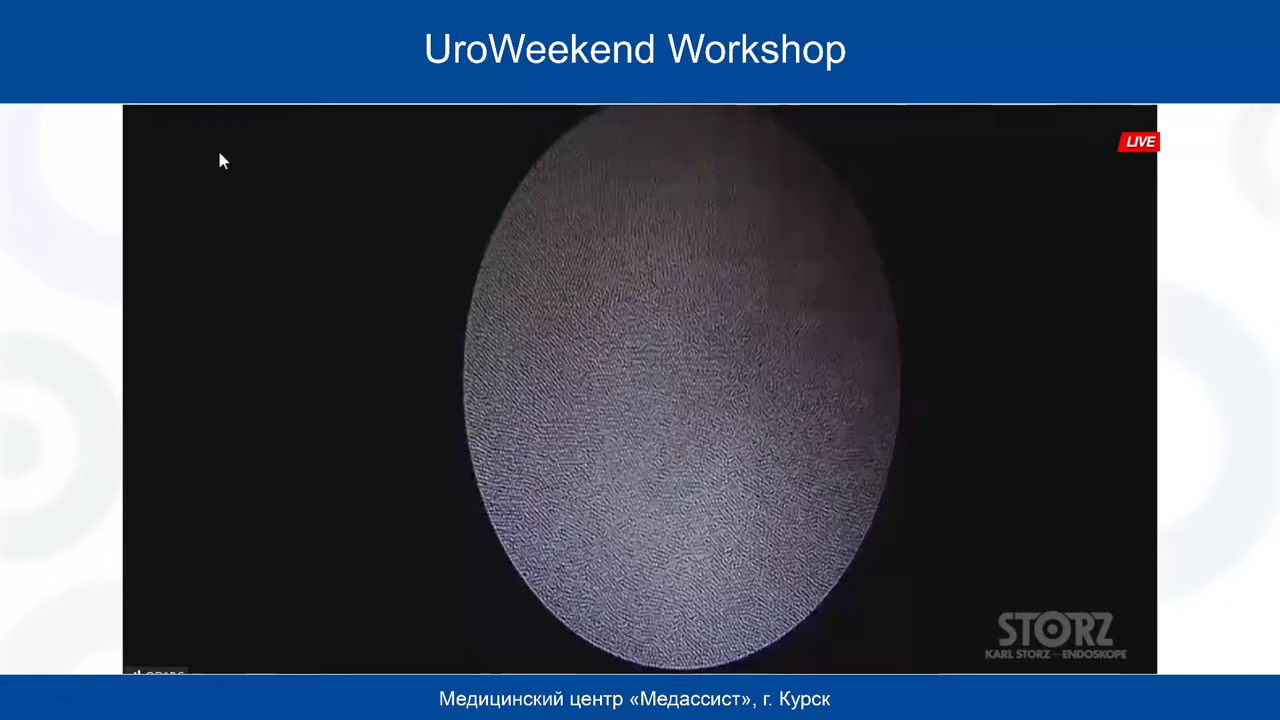 UroWeekend Workshop
LIVE
STORZ
KARL STORZ—ENDOSKOPE
Медицинский центр «Медассист», г. Курск